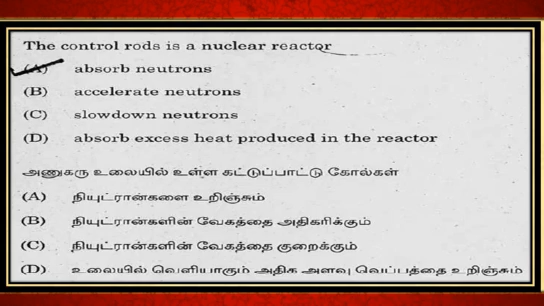 The control rods is a nuclear reactor
(A) absorb neutrons
(B) accelerate neutrons
(C) slowdown neutrons
(D) absorb excess heat produced in the reactor
அணுகரு உலையில் உள்ள கட்டுப்பாட்டு கோல்கள்
(A) நியுட்ரான்களை உறிஞ்சும்
(B) நியுட்ரான்களின் வேகத்தை அதிகரிக்கும்
(C) நியுட்ரான்களின் வேகத்தை குறைக்கும்
(D) உலையில் வெளியாகும் அதிக அளவு வெப்பத்தை உறிஞ்சும்